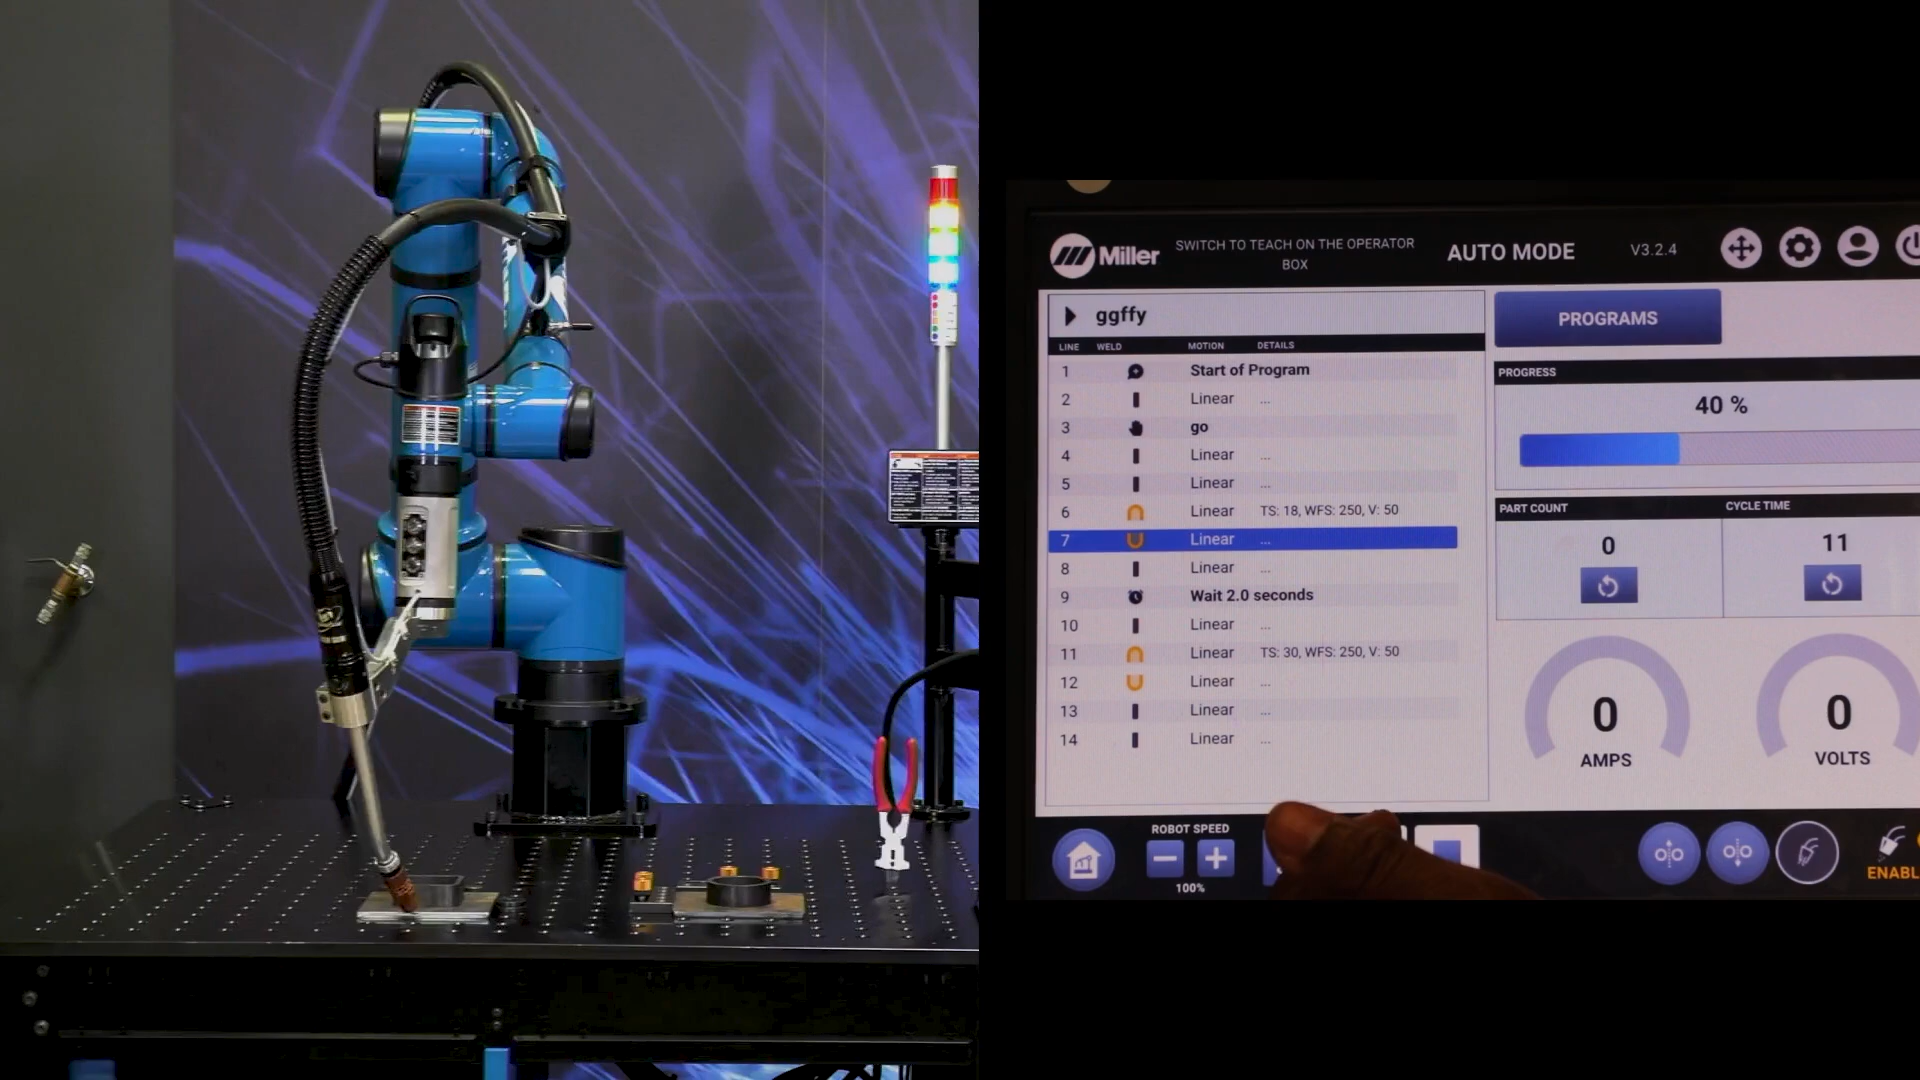 Miller
SWITCH TO TEACH ON THE OPERATOR
BOX
AUTO MODE
V3.2.4
ggffy
PROGRAMS
LINE WELD MOTION DETAILS
1 Start of Program
2 Linear ...
3 go
4 Linear ...
5 Linear ...
6 Linear TS: 18, WFS: 250, V: 50
7 Linear ...
8 Linear ...
9 Wait 2.0 seconds
10 Linear ...
11 Linear TS: 30, WFS: 250, V: 50
12 Linear ...
13 Linear ...
14 Linear ...
PROGRESS
40 %
PART COUNT
CYCLE TIME
0
11
0
AMPS
0
VOLTS
ROBOT SPEED
100%
ENABL